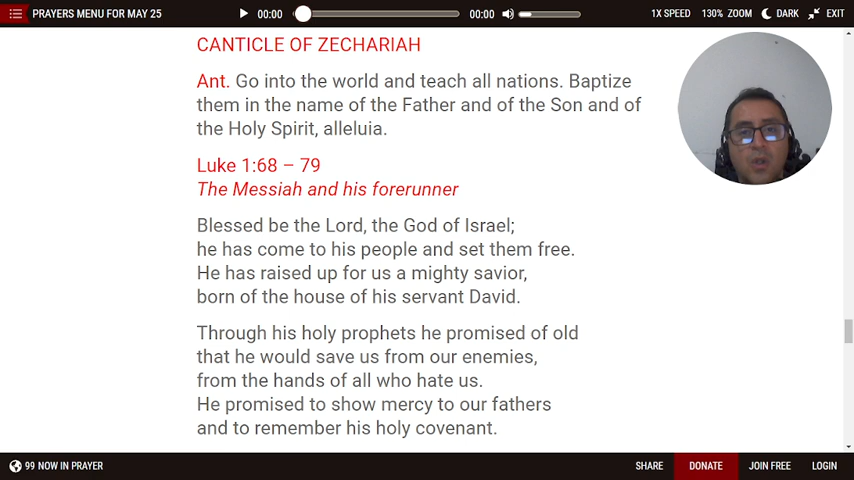 PRAYERS MENU FOR MAY 25
00:00
00:00
1X SPEED
130% ZOOM
DARK
EXIT
CANTICLE OF ZECHARIAH
Ant. Go into the world and teach all nations. Baptize
them in the name of the Father and of the Son and of
the Holy Spirit, alleluia.
Luke 1:68 – 79
The Messiah and his forerunner
Blessed be the Lord, the God of Israel;
he has come to his people and set them free.
He has raised up for us a mighty savior,
born of the house of his servant David.
Through his holy prophets he promised of old
that he would save us from our enemies,
from the hands of all who hate us.
He promised to show mercy to our fathers
and to remember his holy covenant.
99 NOW IN PRAYER
SHARE
DONATE
JOIN FREE
LOGIN